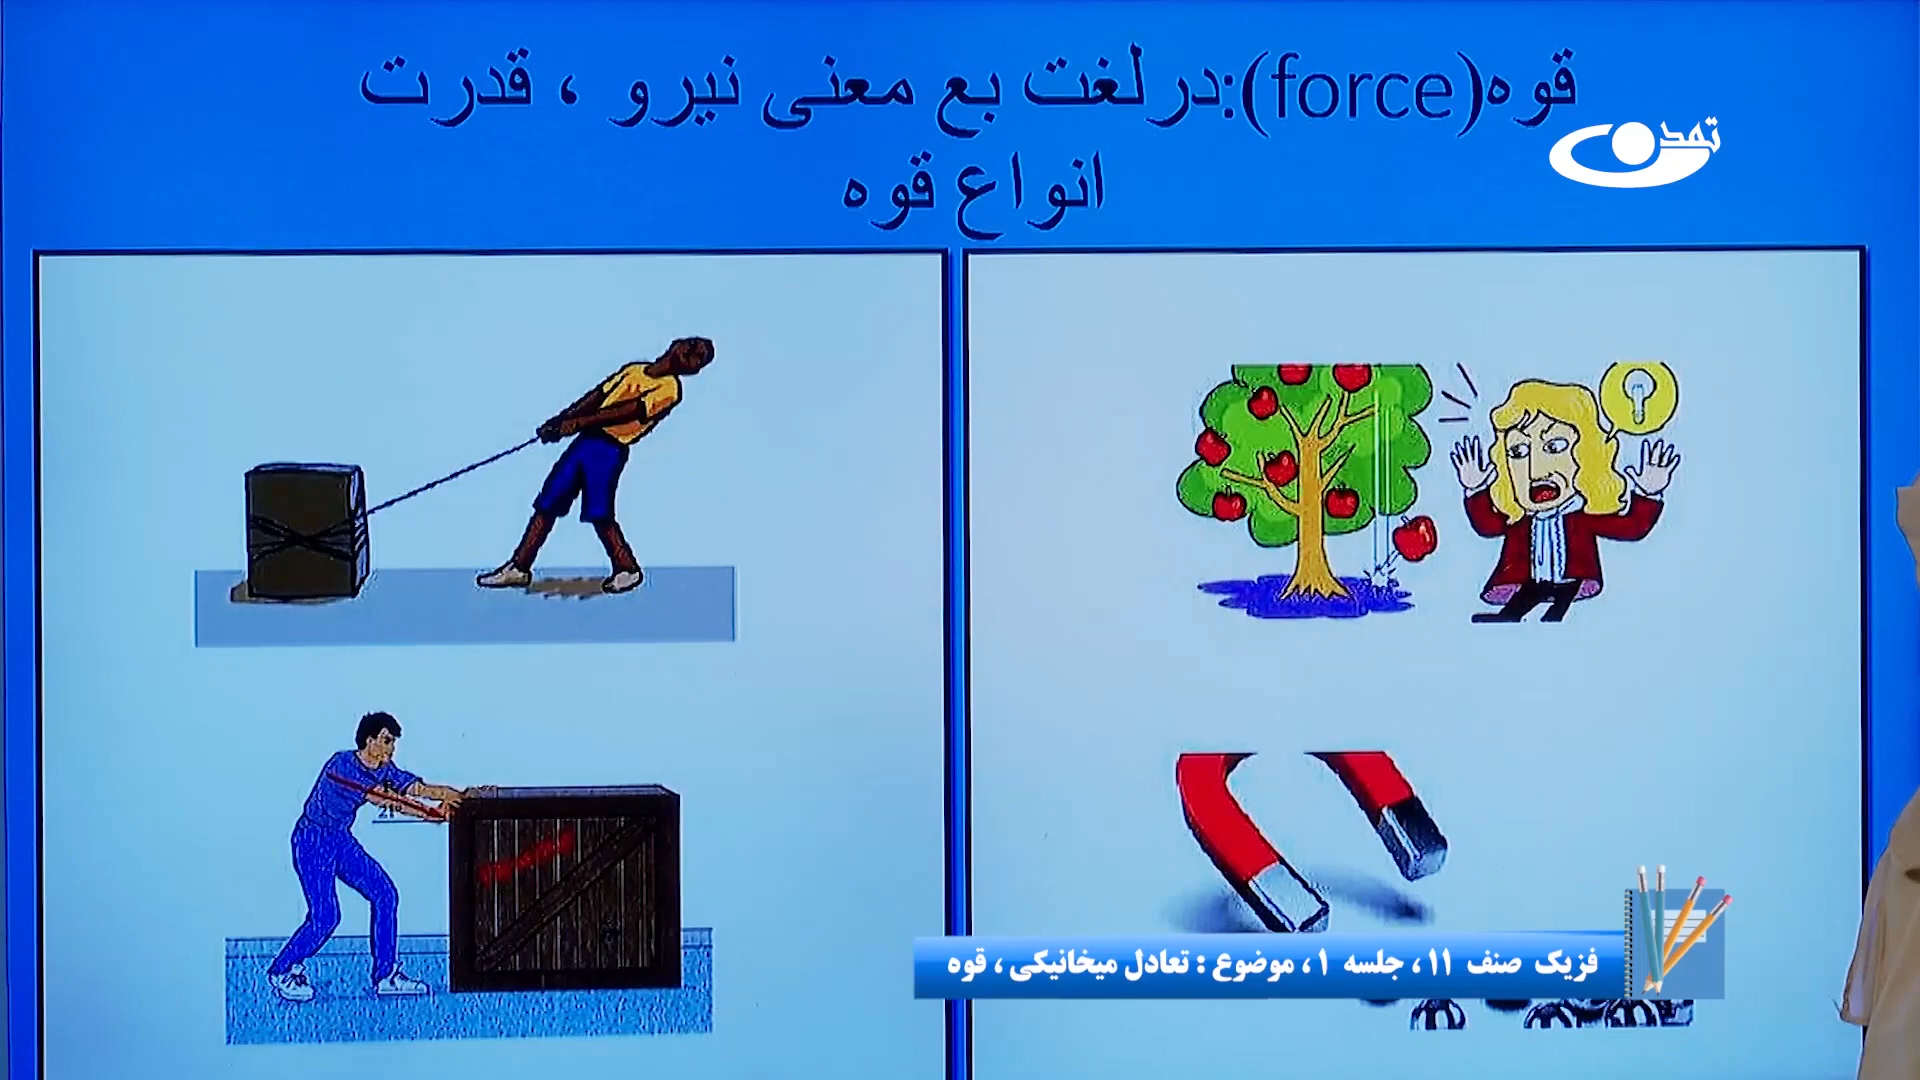 قوه(force):درلغت بع معنی نیرو ، قدرت
انواع قوه
تمدن
21°
فزیک صنف ۱۱ ، جلسه ۱ ، موضوع : تعادل میخانیکی ، قوه